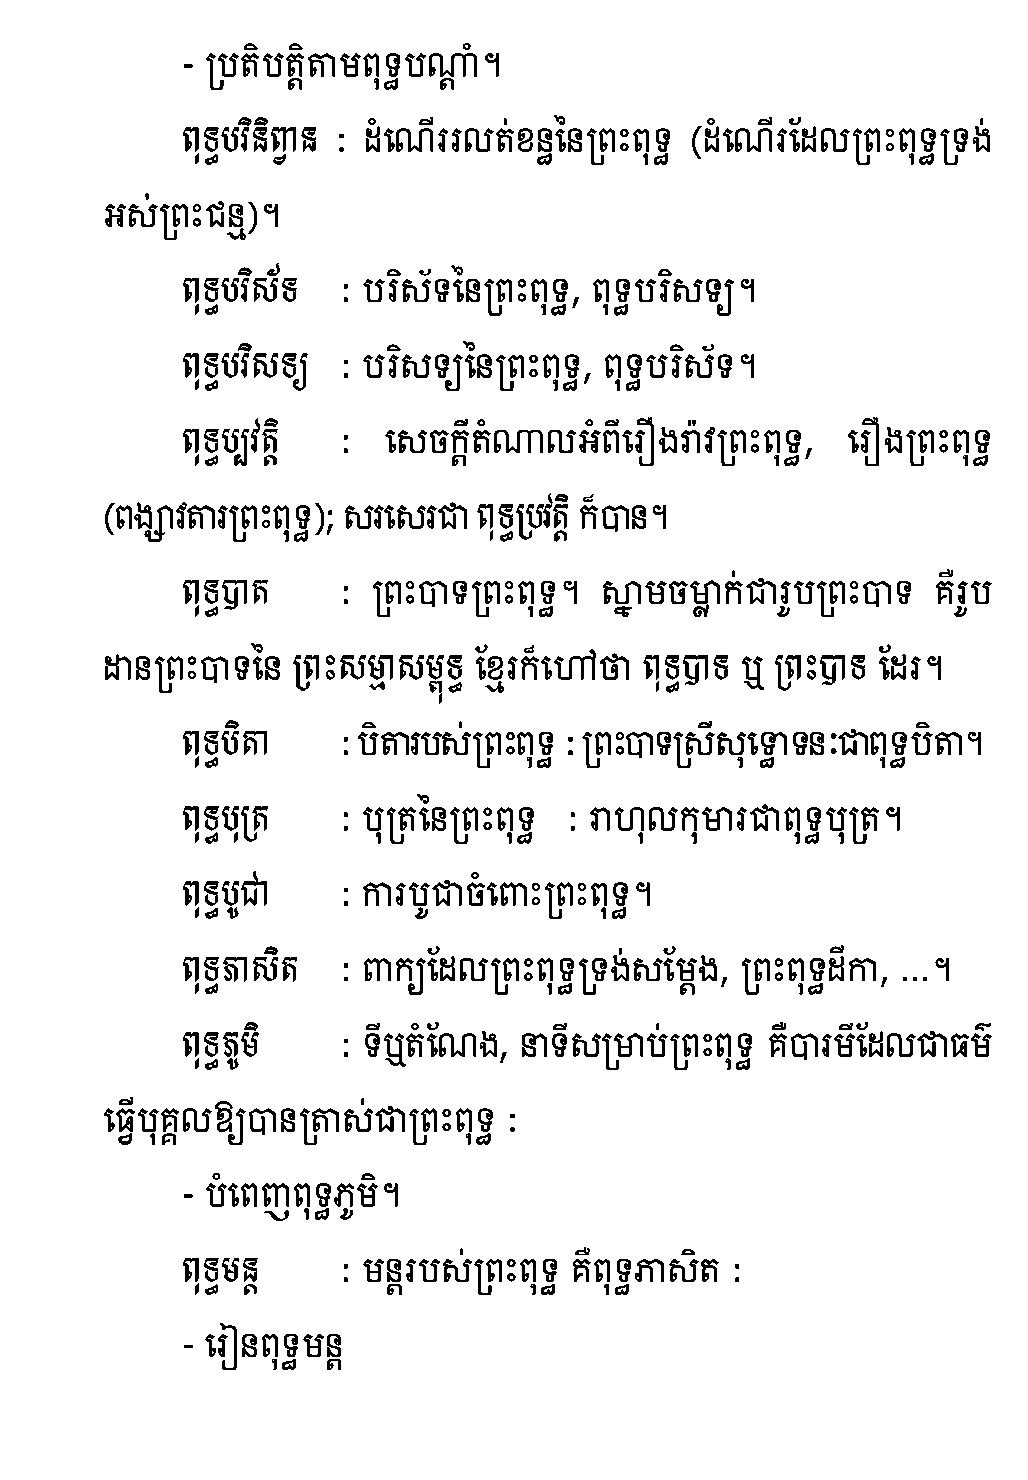 - ប្រតិបត្តិតាមពុទ្ធបណ្ដាំ។
ពុទ្ធបរិនិព្វាន : ដំណើររលត់ខន្ធនៃព្រះពុទ្ធ (ដំណើរដែលព្រះពុទ្ធទ្រង់
អស់ព្រះជន្ម)។
ពុទ្ធបរិស័ទ : បរិស័ទនៃព្រះពុទ្ធ, ពុទ្ធបរិសទ្យ។
ពុទ្ធបរិសទ្យ : បរិសទ្យនៃព្រះពុទ្ធ, ពុទ្ធបរិស័ទ។
ពុទ្ធប្បវត្តិ : សេចក្ដីតំណាលអំពីរឿងរ៉ាវព្រះពុទ្ធ, រឿងព្រះពុទ្ធ
(ពង្សាវតារព្រះពុទ្ធ); សរសេរជា ពុទ្ធប្រវត្តិ ក៏បាន។
ពុទ្ធបាត : ព្រះបាទព្រះពុទ្ធ។ ស្នាមចម្លាក់ជារូបព្រះបាទ គឺរូប
ដានព្រះបាទនៃ ព្រះសម្មាសម្ពុទ្ធ ខ្មែរក៏ហៅថា ពុទ្ធបាទ ឬ ព្រះបាទ ដែរ។
ពុទ្ធបិតា : បិតារបស់ព្រះពុទ្ធ : ព្រះបាទស្រីសុទ្ធោទនៈជាពុទ្ធបិតា។
ពុទ្ធបុត្រ : បុត្រនៃព្រះពុទ្ធ : រាហុលកុមារជាពុទ្ធបុត្រ។
ពុទ្ធបូជា : ការបូជាចំពោះព្រះពុទ្ធ។
ពុទ្ធភាសិត : ពាក្យដែលព្រះពុទ្ធទ្រង់សម្ដែង, ព្រះពុទ្ធដីកា, ...។
ពុទ្ធភូមិ : ទីឬតំណែង, នាទីសម្រាប់ព្រះពុទ្ធ គឺបារមីដែលជាធម៌
ធ្វើបុគ្គលឱ្យបានត្រាស់ជាព្រះពុទ្ធ :
- បំពេញពុទ្ធភូមិ។
ពុទ្ធមន្ត : មន្តរបស់ព្រះពុទ្ធ គឺពុទ្ធភាសិត :
- រៀនពុទ្ធមន្ត